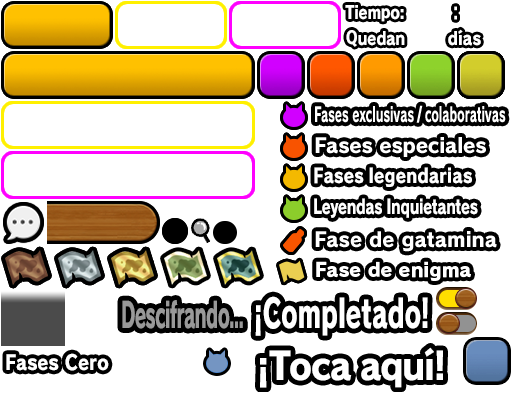 Tiempo: :
Quedan días
Fases exclusivas / colaborativas
Fases especiales
Fases legendarias
Leyendas Inquietantes
Fase de gatamina
Fase de enigma
Descifrando... ¡Completado!
Fases Cero
¡Toca aquí!